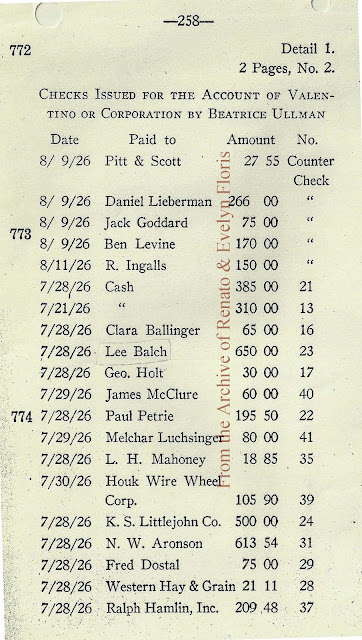 —258—
772 Detail 1.
2 Pages, No. 2.
CHECKS ISSUED FOR THE ACCOUNT OF VALEN-
TINO OR CORPORATION BY BEATRICE ULLMAN
Date Paid to Amount No.
8/ 9/26 Pitt & Scott 27 55 Counter
Check
8/ 9/26 Daniel Lieberman 266 00 "
8/ 9/26 Jack Goddard 75 00 "
773
8/ 9/26 Ben Levine 170 00 "
8/11/26 R. Ingalls 150 00 "
7/28/26 Cash 385 00 21
7/21/26 " 310 00 13
7/28/26 Clara Ballinger 65 00 16
7/28/26 Lee Balch 650 00 23
7/28/26 Geo. Holt 30 00 17
7/29/26 James McClure 60 00 40
774 7/28/26 Paul Petrie 195 50 22
7/29/26 Melchar Luchsinger 80 00 41
7/28/26 L. H. Mahoney 18 85 35
7/30/26 Houk Wire Wheel
Corp. 105 90 39
7/28/26 K. S. Littlejohn Co. 500 00 24
7/28/26 N. W. Aronson 613 54 31
7/28/26 Fred Dostal 75 00 29
7/28/26 Western Hay & Grain 21 11 28
7/28/26 Ralph Hamlin, Inc. 209 48 37
From the Archive of Renato & Evelyn Floris